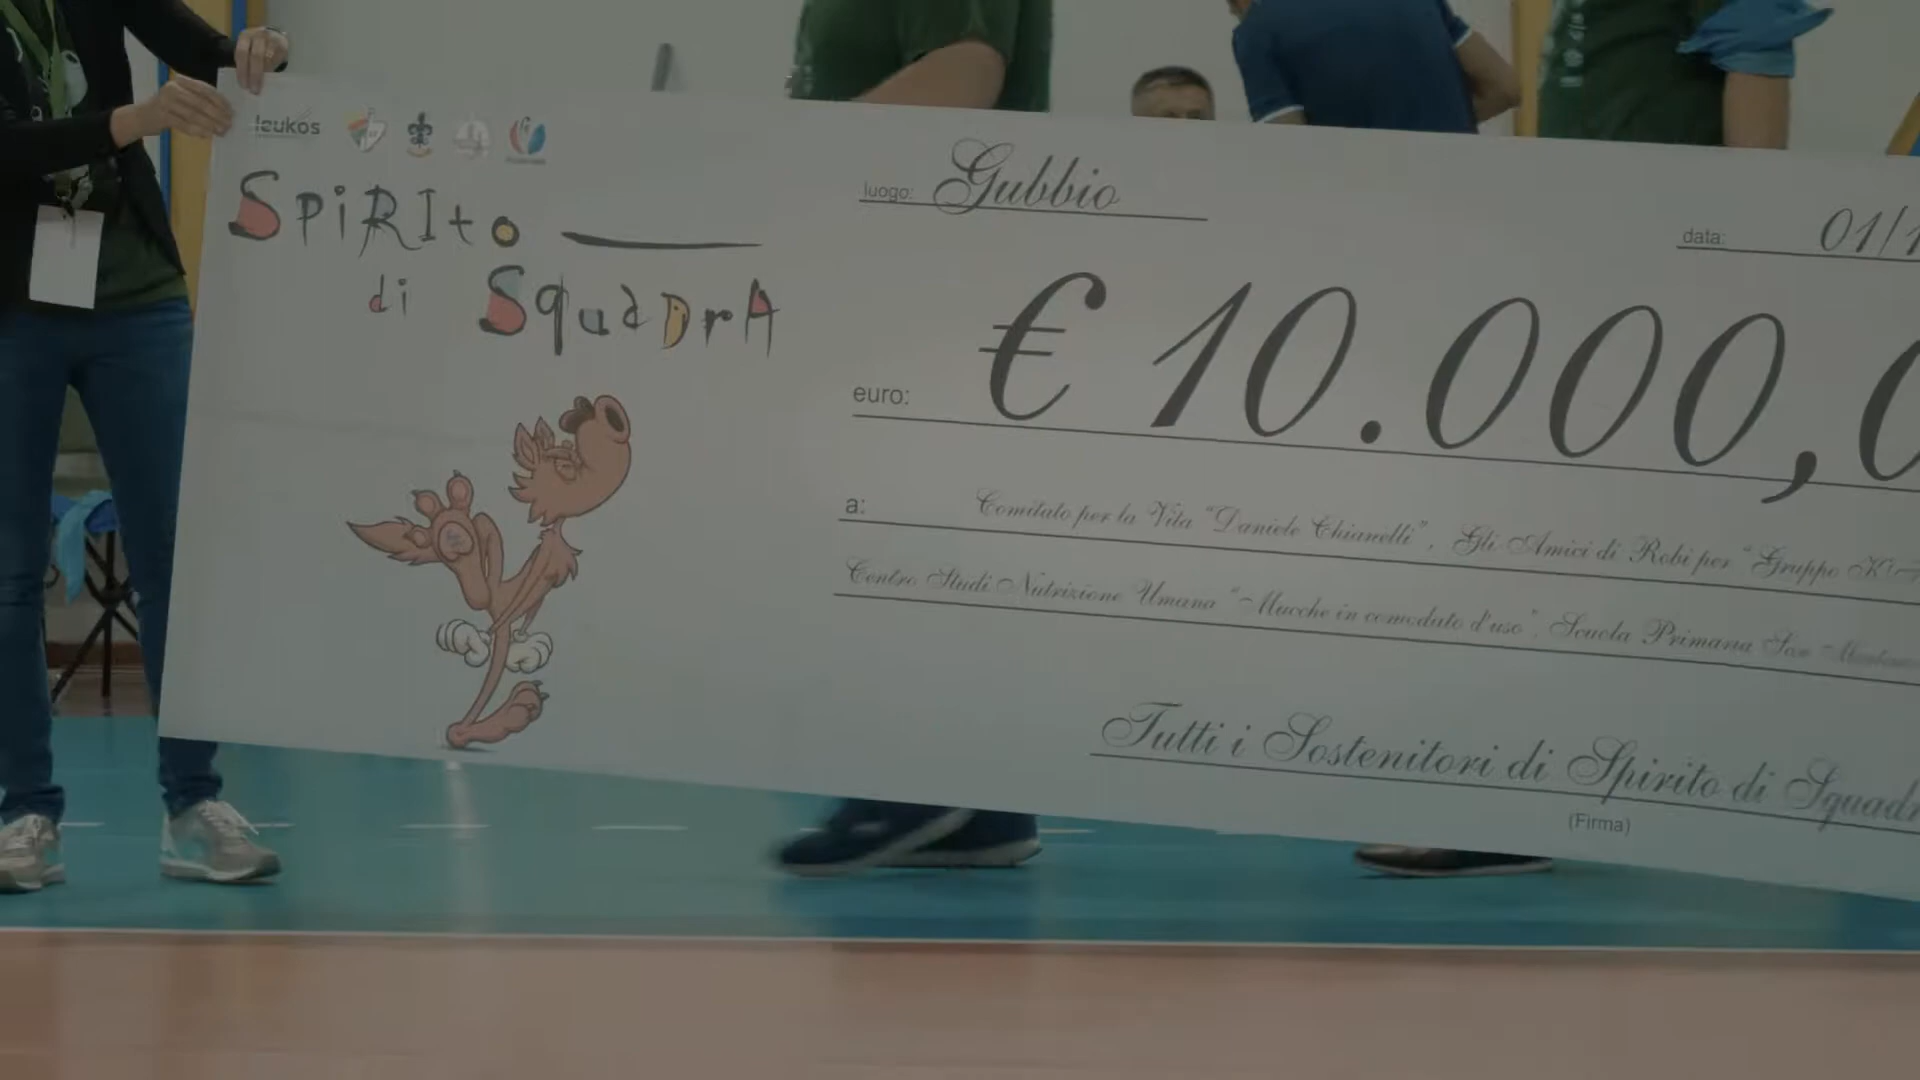 leukos
SpiRIto
di SquaDrA
luogo: Gubbio
data: 01/1
euro: € 10.000,0
a: Comitato per la Vita “Daniele Chianelli”, Gli Amici di Robi per “Gruppo
Centro Studi Nutrizione Umana “Mucche in comodato d'uso”, Scuola Primaria San
Tutti i Sostenitori di Spirito di Squadr
(Firma)